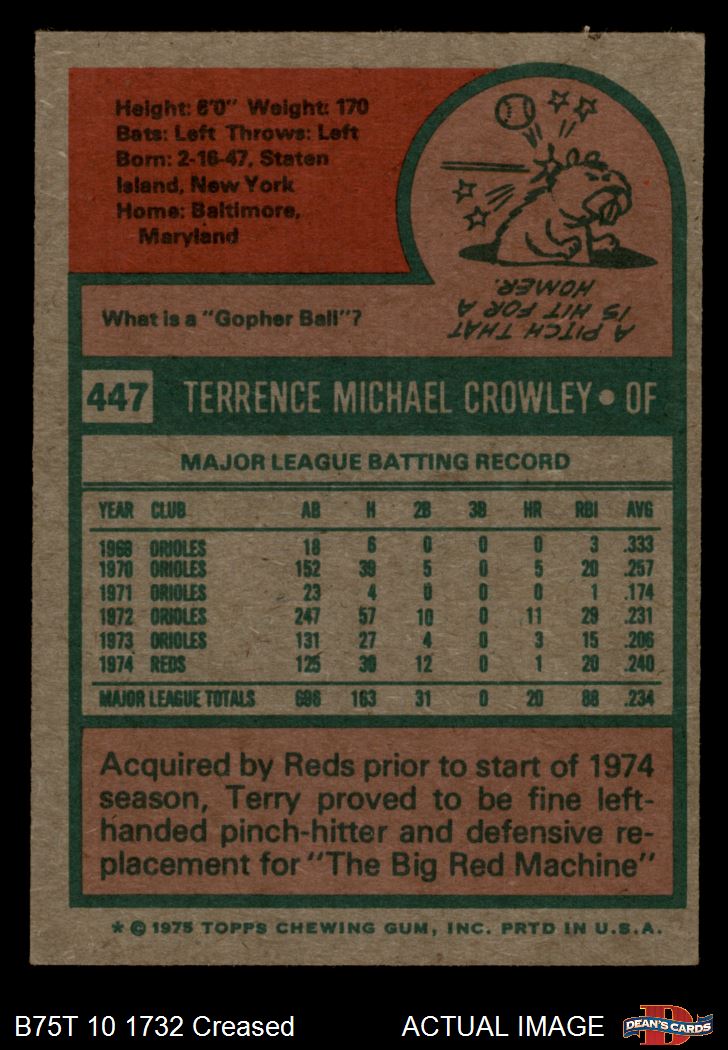 Height: 6'0" Weight: 170
Bats: Left Throws: Left
Born: 2-16-47, Staten
Island, New York
Home: Baltimore,
Maryland
What is a "Gopher Ball"?
A PITCH THAT
IS HIT FOR A
HOMER.
447 TERRENCE MICHAEL CROWLEY • OF
MAJOR LEAGUE BATTING RECORD
YEAR CLUB AB H 2B 3B HR RBI AVG
1969 ORIOLES 18 6 0 0 0 3 .333
1970 ORIOLES 152 39 5 0 5 20 .257
1971 ORIOLES 23 4 0 0 0 1 .174
1972 ORIOLES 247 57 10 0 11 29 .231
1973 ORIOLES 131 27 4 0 3 15 .206
1974 REDS 125 30 12 0 1 20 .240
MAJOR LEAGUE TOTALS 696 163 31 0 20 88 .234
Acquired by Reds prior to start of 1974
season, Terry proved to be fine left-
handed pinch-hitter and defensive re-
placement for "The Big Red Machine"
* © 1975 TOPPS CHEWING GUM, INC. PRTD IN U.S.A.
B75T 10 1732 Creased ACTUAL IMAGE
DEAN'S CARDS